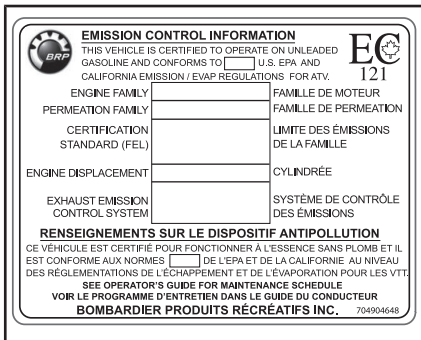 EMISSION CONTROL INFORMATION
THIS VEHICLE IS CERTIFIED TO OPERATE ON UNLEADED
GASOLINE AND CONFORMS TO U.S. EPA AND
CALIFORNIA EMISSION / EVAP REGULATIONS FOR ATV.
BRP
EC
121
ENGINE FAMILY FAMILLE DE MOTEUR
PERMEATION FAMILY FAMILLE DE PERMEATION
CERTIFICATION LIMITE DES ÉMISSIONS
STANDARD (FEL) DE LA FAMILLE
ENGINE DISPLACEMENT CYLINDRÉE
EXHAUST EMISSION SYSTÈME DE CONTRÔLE
CONTROL SYSTEM DES ÉMISSIONS
RENSEIGNEMENTS SUR LE DISPOSITIF ANTIPOLLUTION
CE VÉHICULE EST CERTIFIÉ POUR FONCTIONNER À L'ESSENCE SANS PLOMB ET IL
EST CONFORME AUX NORMES DE L'EPA ET DE LA CALIFORNIE AU NIVEAU
DES RÉGLEMENTATIONS DE L'ÉCHAPPEMENT ET DE L'ÉVAPORATION POUR LES VTT.
SEE OPERATOR'S GUIDE FOR MAINTENANCE SCHEDULE
VOIR LE PROGRAMME D'ENTRETIEN DANS LE GUIDE DU CONDUCTEUR
BOMBARDIER PRODUITS RÉCRÉATIFS INC. 704904648